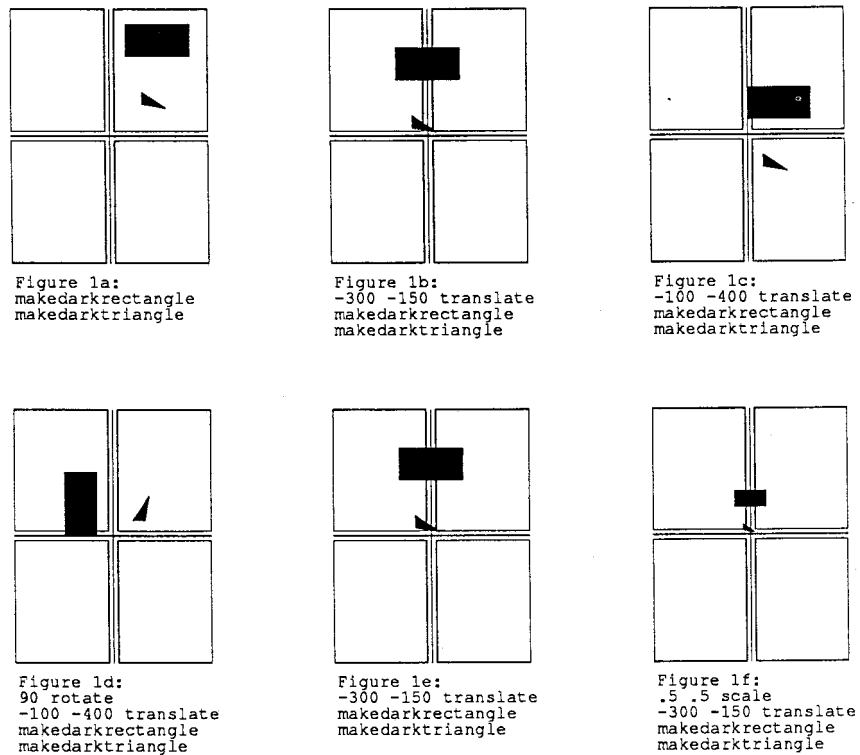 Figure 1a:
makedarkrectangle
makedarktriangle
Figure 1b:
-300 -150 translate
makedarkrectangle
makedarktriangle
Figure 1c:
-100 -400 translate
makedarkrectangle
makedarktriangle
Figure 1d:
90 rotate
-100 -400 translate
makedarkrectangle
makedarktriangle
Figure 1e:
-300 -150 translate
makedarkrectangle
makedarktriangle
Figure 1f:
.5 .5 scale
-300 -150 translate
makedarkrectangle
makedarktriangle